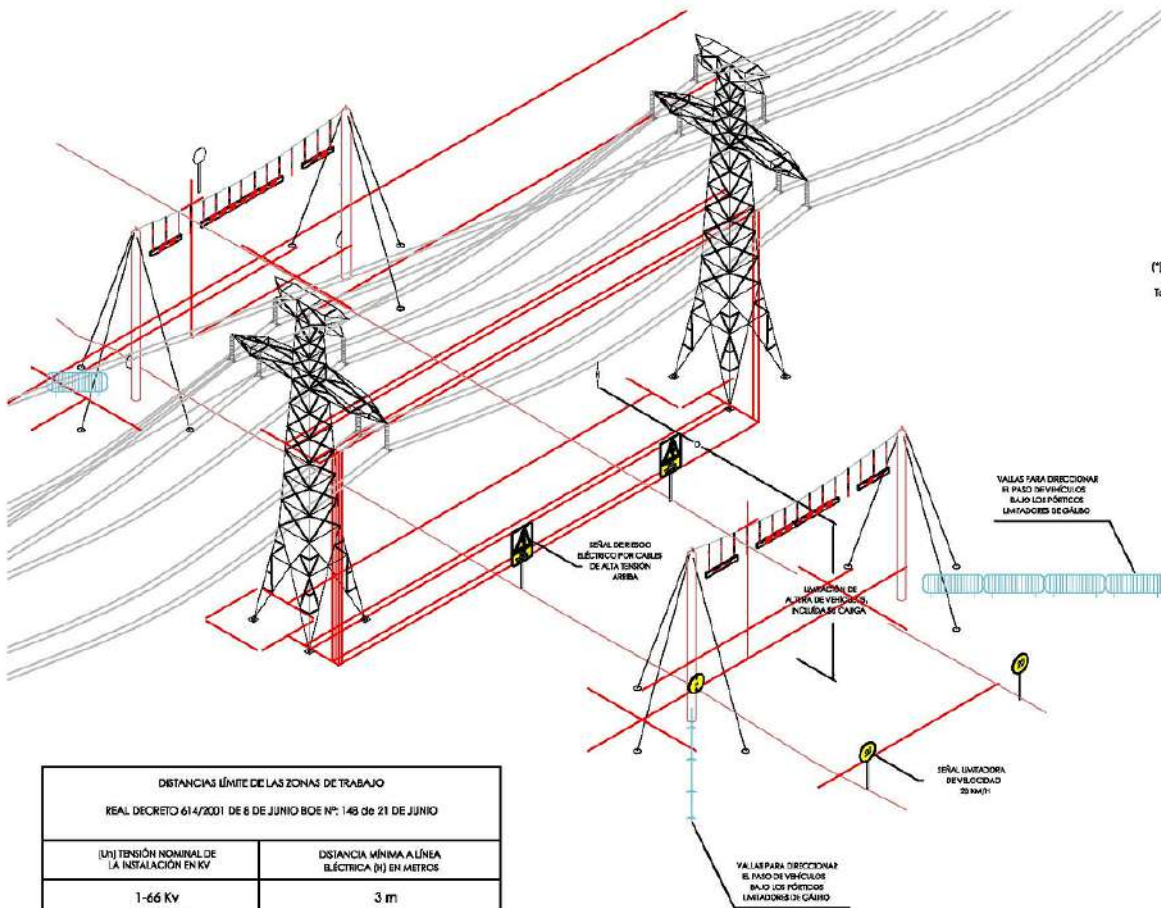 (*)
SEÑAL DE RIESGO
ELÉCTRICO POR CABLES
DE ALTA TENSIÓN
ARRIBA
VALLAS PARA DIRECCIONAR
EL PASO DE VEHÍCULOS
BAJO LOS PÓRTICOS
LIMITADORES DE GÁLIBO
LIMITACIÓN DE
ALTURA DE VEHÍCULOS,
INCLUÍDA SU CARGA
SEÑAL LIMITADORA
DE VELOCIDAD
20 KM/H
VALLAS PARA DIRECCIONAR
EL PASO DE VEHÍCULOS
BAJO LOS PÓRTICOS
LIMITADORES DE GÁLIBO
DISTANCIAS LÍMITE DE LAS ZONAS DE TRABAJO
REAL DECRETO 614/2001 DE 8 DE JUNIO BOE Nº: 148 de 21 DE JUNIO
(Un) TENSIÓN NOMINAL DE
LA INSTALACIÓN EN KV
DISTANCIA MÍNIMA A LÍNEA
ELÉCTRICA (H) EN METROS
1-66 Kv
3 m